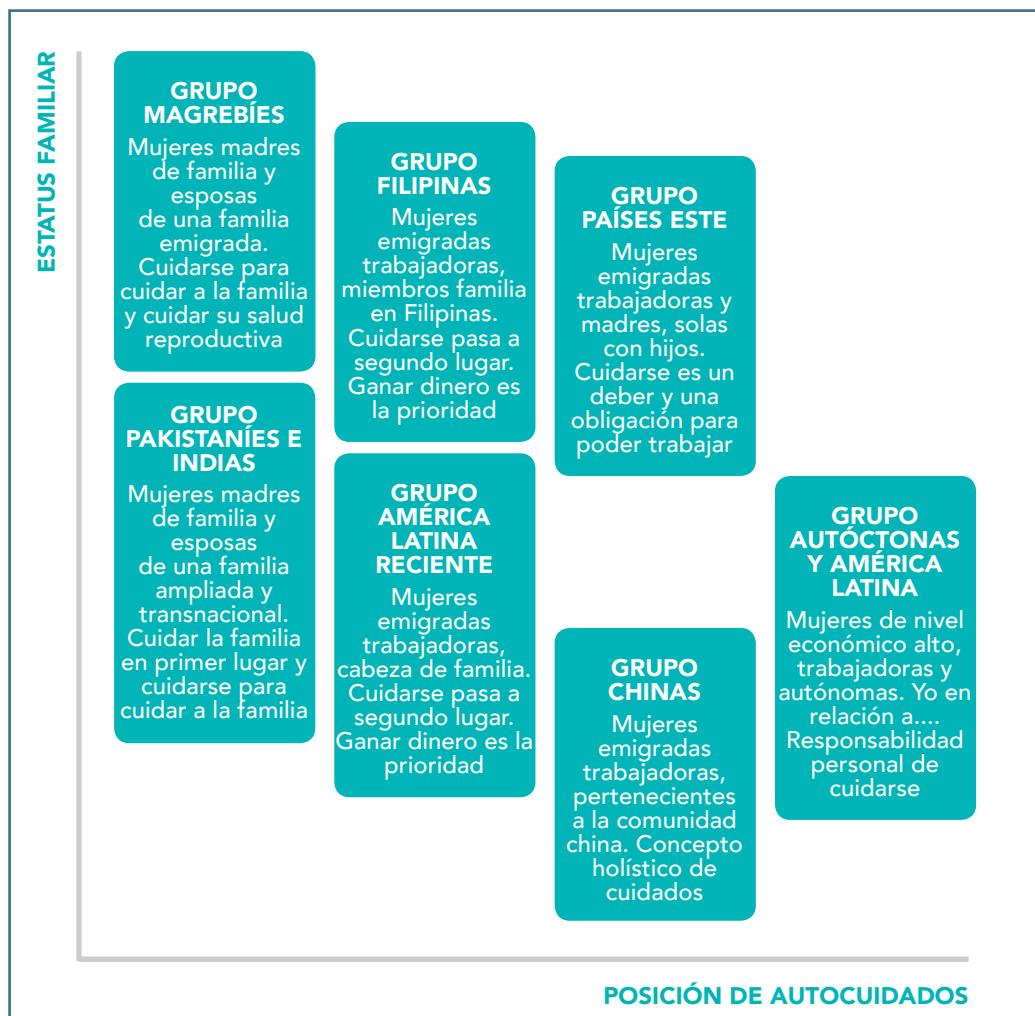 ESTATUS FAMILIAR
GRUPO
MAGREBÍES
Mujeres madres
de familia y
esposas
de una familia
emigrada.
Cuidarse para
cuidar a la familia
y cuidar su salud
reproductiva
GRUPO
PAKISTANÍES E
INDIAS
Mujeres madres
de familia y
esposas
de una familia
ampliada y
transnacional.
Cuidar la familia
en primer lugar y
cuidarse para
cuidar a la familia
GRUPO
FILIPINAS
Mujeres
emigradas
trabajadoras,
miembros familia
en Filipinas.
Cuidarse pasa a
segundo lugar.
Ganar dinero es
la prioridad
GRUPO
AMÉRICA
LATINA
RECIENTE
Mujeres
emigradas
trabajadoras,
cabeza de familia.
Cuidarse pasa a
segundo lugar.
Ganar dinero es la
prioridad
GRUPO
PAÍSES ESTE
Mujeres
emigradas
trabajadoras y
madres, solas
con hijos.
Cuidarse es un
deber y una
obligación para
poder trabajar
GRUPO
CHINAS
Mujeres
emigradas
trabajadoras,
pertenecientes
a la comunidad
china. Concepto
holístico de
cuidados
GRUPO
AUTÓCTONAS
Y AMÉRICA
LATINA
Mujeres de nivel
económico alto,
trabajadoras y
autónomas. Yo en
relación a....
Responsabilidad
personal de
cuidarse
POSICIÓN DE AUTOCUIDADOS